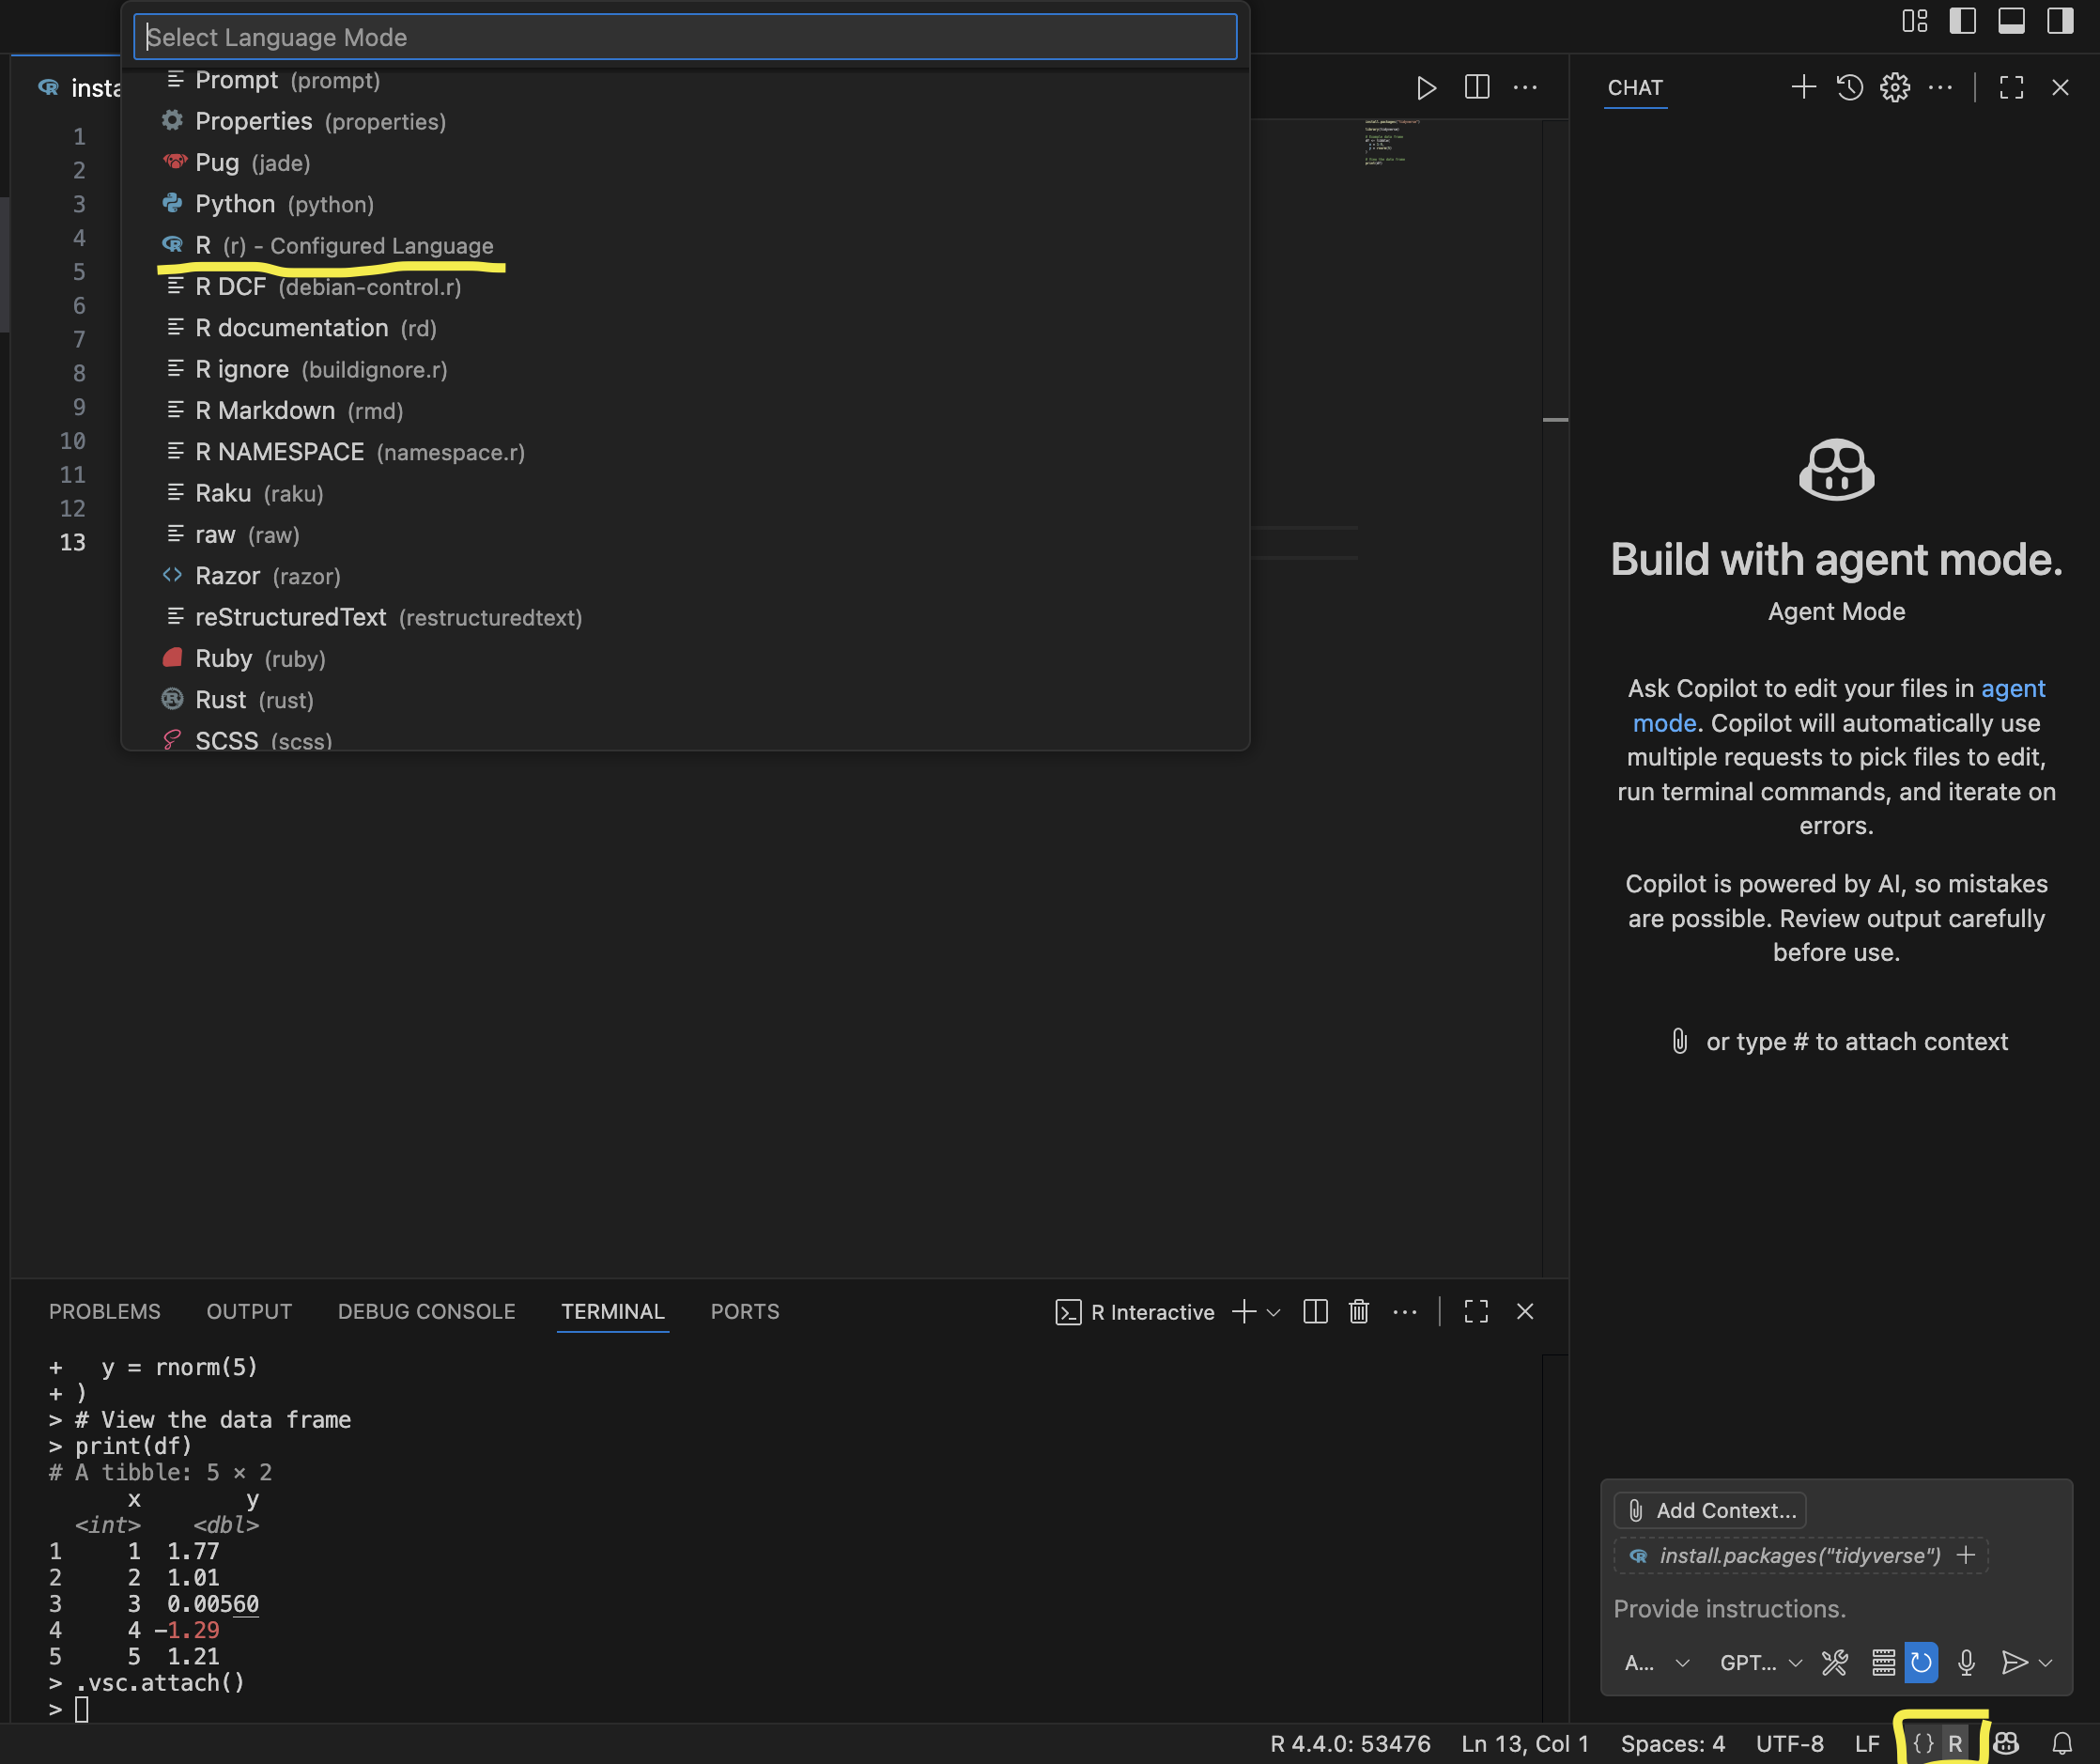 Select Language Mode
insta
Prompt (prompt)
Properties (properties)
Pug (jade)
Python (python)
R (r) - Configured Language
R DCF (debian-control.r)
R documentation (rd)
R ignore (buildignore.r)
R Markdown (rmd)
R NAMESPACE (namespace.r)
Raku (raku)
raw (raw)
Razor (razor)
reStructuredText (restructuredtext)
Ruby (ruby)
Rust (rust)
SCSS (scss)
1
2
3
4
5
6
7
8
9
10
11
12
13
CHAT
Build with agent mode.
Agent Mode
Ask Copilot to edit your files in agent
mode. Copilot will automatically use
multiple requests to pick files to edit,
run terminal commands, and iterate on
errors.
Copilot is powered by AI, so mistakes
are possible. Review output carefully
before use.
or type # to attach context
PROBLEMS OUTPUT DEBUG CONSOLE TERMINAL PORTS R Interactive
+   y = rnorm(5)
+ )
> # View the data frame
> print(df)
# A tibble: 5 × 2
x y
<int> <dbl>
1 1 1.77
2 2 1.01
3 3 0.00560
4 4 -1.29
5 5 1.21
> .vsc.attach()
>
Add Context...
install.packages("tidyverse") +
Provide instructions.
A... GPT...
R 4.4.0: 53476 Ln 13, Col 1 Spaces: 4 UTF-8 LF {} R